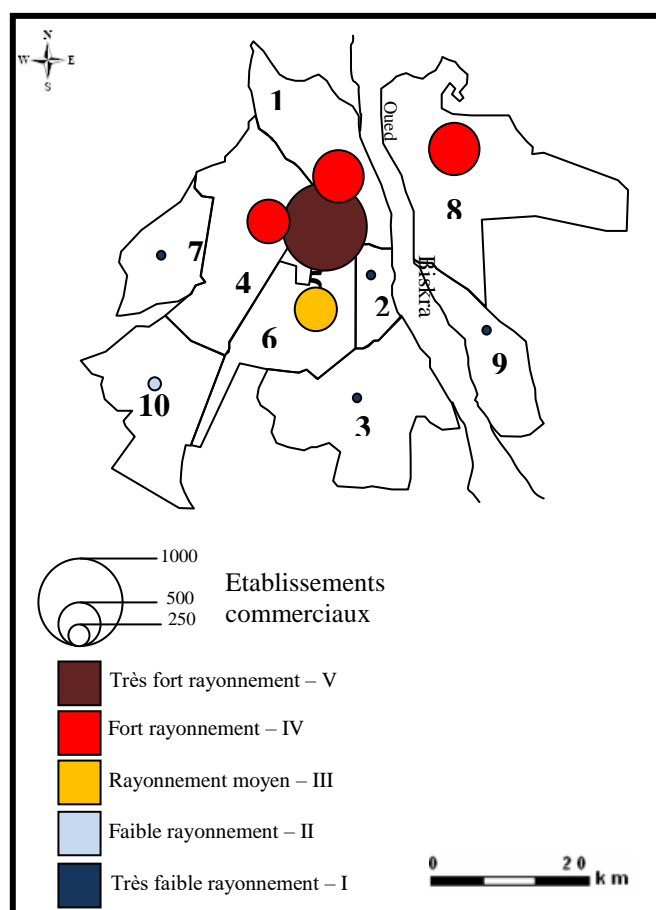 N
W E
S
1
Oued
8
7
4
5
2
Biskra
6
9
10
3
1000
500
250
Etablissements
commerciaux
Très fort rayonnement – V
Fort rayonnement – IV
Rayonnement moyen – III
Faible rayonnement – II
Très faible rayonnement – I
0 20
km